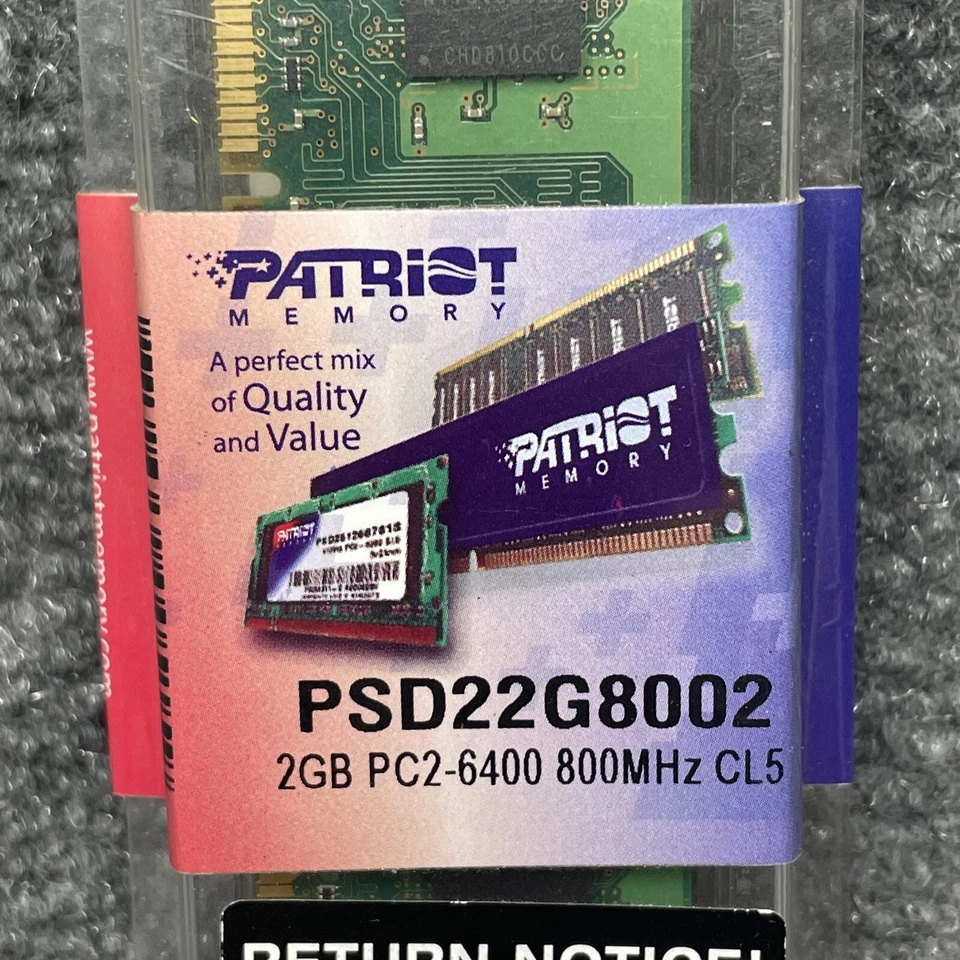 CHD810CCC
PATRiOT
MEMORY
A perfect mix
of Quality
and Value
PATRiOT
MEMORY
PATRiOT
www.patriotmemory.com
PSD22G8002
2GB PC2-6400 800MHz CL5
RETURN NOTICE!